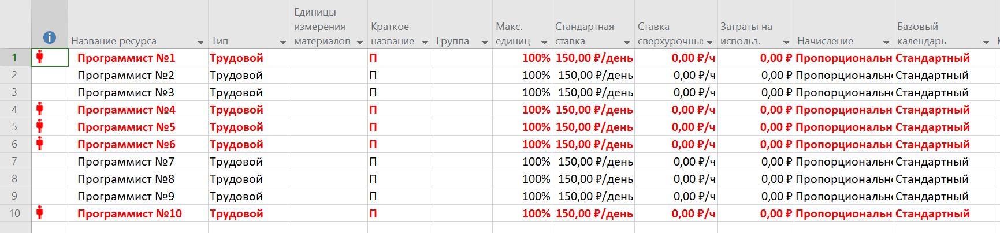 Название ресурса Тип Единицы измерения материалов Краткое название Группа Макс. единиц Стандартная ставка Ставка сверхурочнь Затраты на использ. Начисление Базовый календарь К
1 Программист №1 Трудовой П 100% 150,00 ₽/день 0,00 ₽/ч 0,00 ₽ Пропорциональн Стандартный
2 Программист №2 Трудовой П 100% 150,00 ₽/день 0,00 ₽/ч 0,00 ₽ Пропорционально Стандартный
3 Программист №3 Трудовой П 100% 150,00 ₽/день 0,00 ₽/ч 0,00 ₽ Пропорционально Стандартный
4 Программист №4 Трудовой П 100% 150,00 ₽/день 0,00 ₽/ч 0,00 ₽ Пропорциональн Стандартный
5 Программист №5 Трудовой П 100% 150,00 ₽/день 0,00 ₽/ч 0,00 ₽ Пропорциональн Стандартный
6 Программист №6 Трудовой П 100% 150,00 ₽/день 0,00 ₽/ч 0,00 ₽ Пропорциональн Стандартный
7 Программист №7 Трудовой П 100% 150,00 ₽/день 0,00 ₽/ч 0,00 ₽ Пропорционально Стандартный
8 Программист №8 Трудовой П 100% 150,00 ₽/день 0,00 ₽/ч 0,00 ₽ Пропорционально Стандартный
9 Программист №9 Трудовой П 100% 150,00 ₽/день 0,00 ₽/ч 0,00 ₽ Пропорционально Стандартный
10 Программист №10 Трудовой П 100% 150,00 ₽/день 0,00 ₽/ч 0,00 ₽ Пропорциональн Стандартный